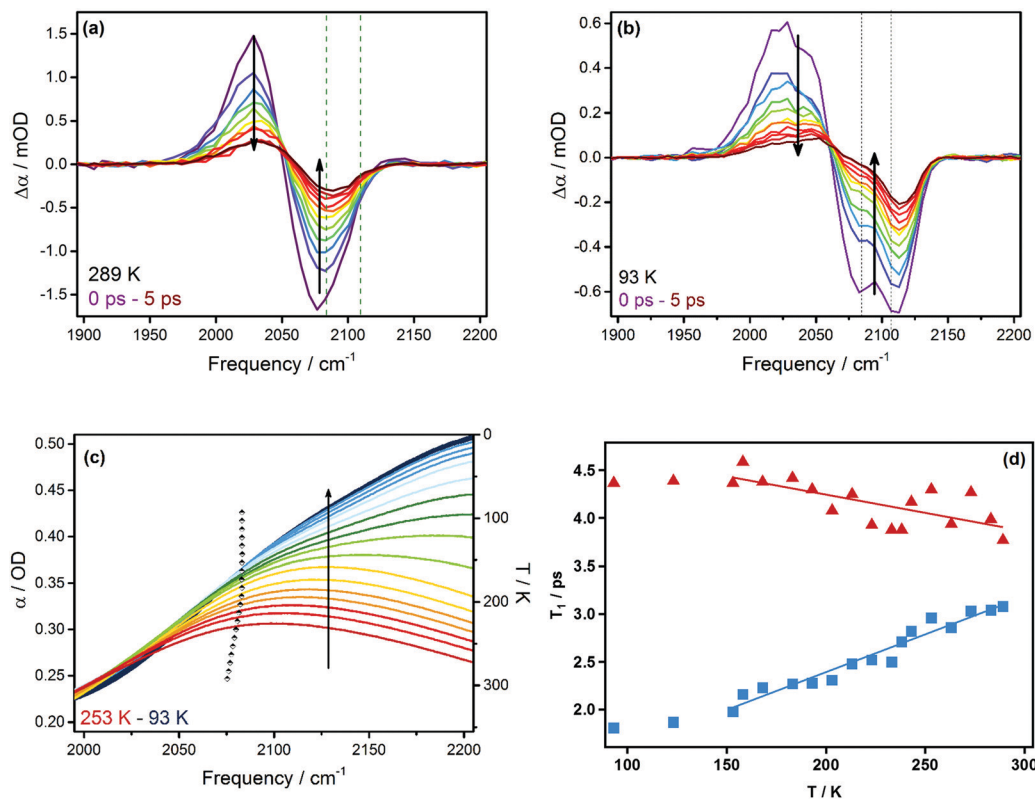 (a)
1.5
1.0
0.5
0.0
-0.5
-1.0
-1.5
Δα / mOD
289 K
0 ps - 5 ps
1900 1950 2000 2050 2100 2150 2200
Frequency / cm⁻¹
(b)
0.6
0.4
0.2
0.0
-0.2
-0.4
-0.6
Δα / mOD
93 K
0 ps - 5 ps
1900 1950 2000 2050 2100 2150 2200
Frequency / cm⁻¹
(c)
0.50
0.45
0.40
0.35
0.30
0.25
0.20
α / OD
0
100
200
300
T / K
253 K - 93 K
2000 2050 2100 2150 2200
Frequency / cm⁻¹
(d)
4.5
4.0
3.5
3.0
2.5
2.0
T₁ / ps
100 150 200 250 300
T / K